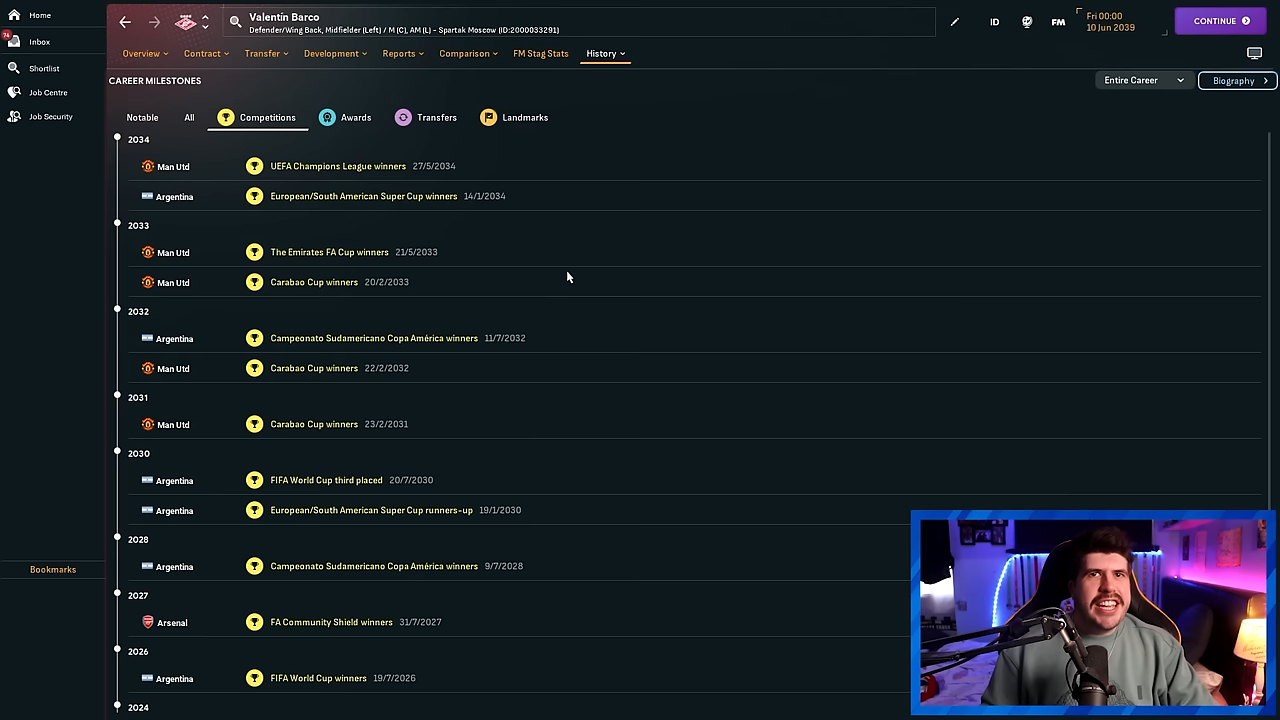 Home
74
Inbox
Shortlist
Job Centre
Job Security
Bookmarks
Valentín Barco
Defender/Wing Back, Midfielder (Left) / M (C), AM (L) - Spartak Moscow (ID:2000033291)
ID
FM
Fri 00:00
10 Jun 2039
CONTINUE
Overview
Contract
Transfer
Development
Reports
Comparison
FM Stag Stats
History
CAREER MILESTONES
Entire Career
Biography
Notable
All
Competitions
Awards
Transfers
Landmarks
2034
Man Utd UEFA Champions League winners 27/5/2034
Argentina European/South American Super Cup winners 14/1/2034
2033
Man Utd The Emirates FA Cup winners 21/5/2033
Man Utd Carabao Cup winners 20/2/2033
2032
Argentina Campeonato Sudamericano Copa América winners 11/7/2032
Man Utd Carabao Cup winners 22/2/2032
2031
Man Utd Carabao Cup winners 23/2/2031
2030
Argentina FIFA World Cup third placed 20/7/2030
Argentina European/South American Super Cup runners-up 19/1/2030
2028
Argentina Campeonato Sudamericano Copa América winners 9/7/2028
2027
Arsenal FA Community Shield winners 31/7/2027
2026
Argentina FIFA World Cup winners 19/7/2026
2024